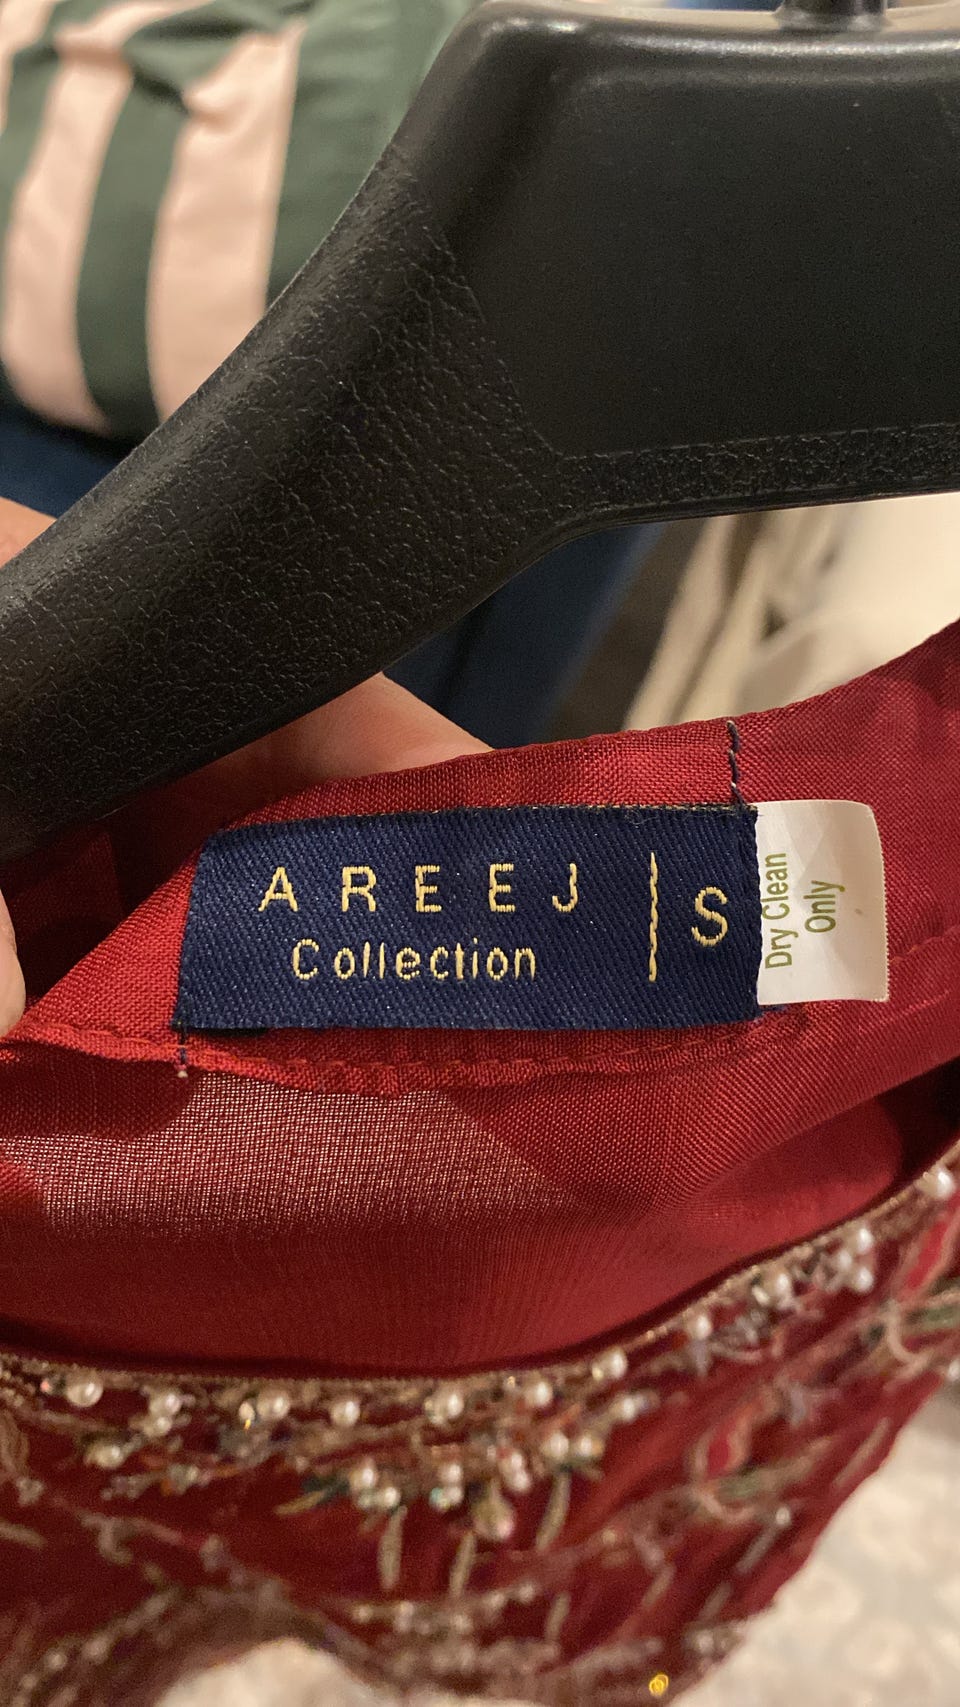 AREEJ
Collection
S
Dry Clean
Only